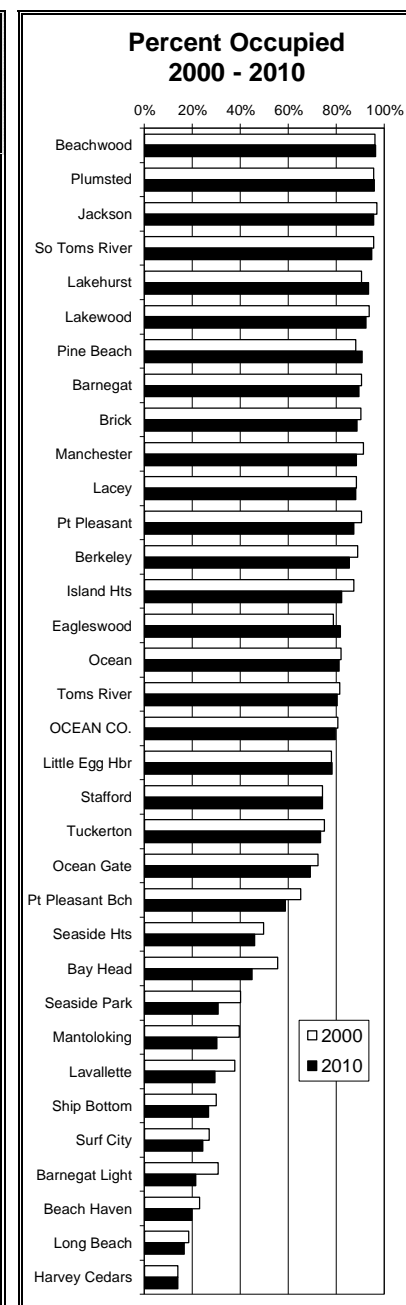 Percent Occupied
2000 - 2010
0% 20% 40% 60% 80% 100%
Beachwood
Plumsted
Jackson
So Toms River
Lakehurst
Lakewood
Pine Beach
Barnegat
Brick
Manchester
Lacey
Pt Pleasant
Berkeley
Island Hts
Eagleswood
Ocean
Toms River
OCEAN CO.
Little Egg Hbr
Stafford
Tuckerton
Ocean Gate
Pt Pleasant Bch
Seaside Hts
Bay Head
Seaside Park
Mantoloking
2000
2010
Lavallette
Ship Bottom
Surf City
Barnegat Light
Beach Haven
Long Beach
Harvey Cedars